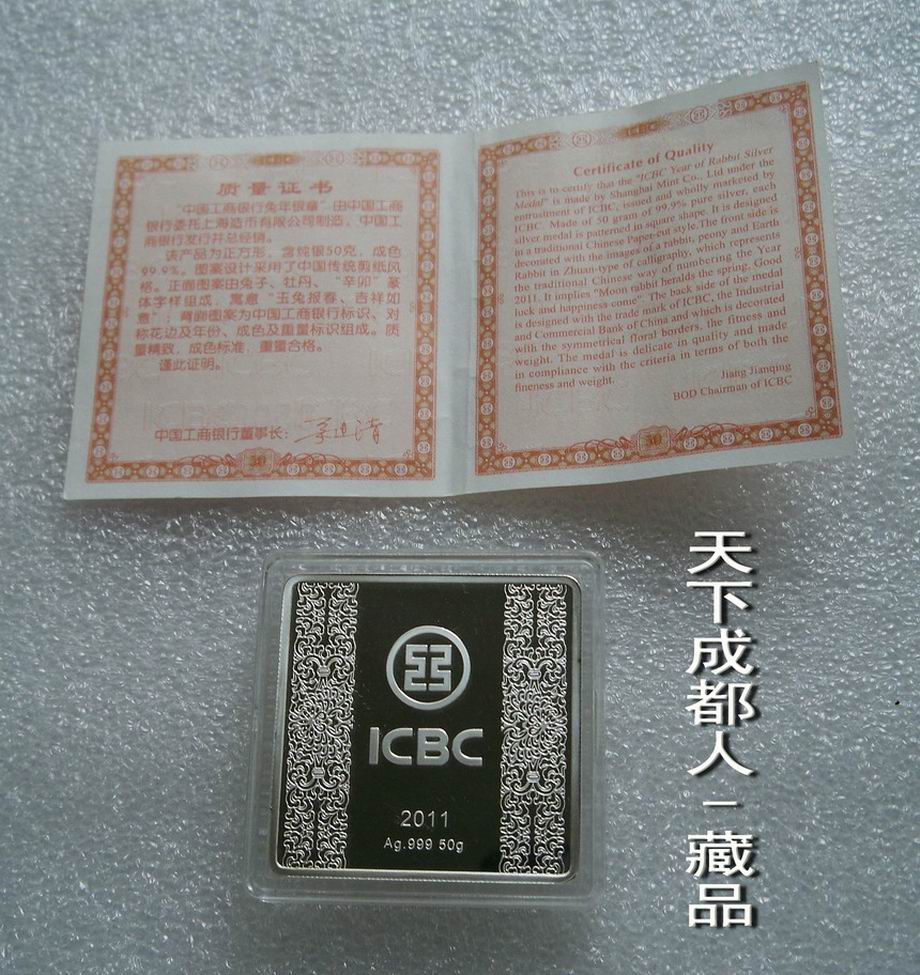 ICBC
质量证书
“中国工商银行兔年银章”由中国工商
银行委托上海造币有限公司制造，中国工
商银行发行并总经销。
该产品为正方形，含纯银50克，成色
99.9%。图案设计采用了中国传统剪纸风
格。正面图案由兔子、牡丹、“辛卯”篆
体字样组成，寓意“玉兔报春、吉祥如
意”；背面图案为中国工商银行标识、对
称花边及年份、成色及重量标识组成。质
量精致，成色标准，重量合格。
谨此证明。
中国工商银行董事长：
50
ICBC
Certificate of Quality
This is to certify that the "ICBC Year of Rabbit Silver
Medal" is made by Shanghai Mint Co., Ltd under the
entrustment of ICBC, issued and wholly marketed by
ICBC. Made of 50 gram of 99.9% pure silver, each
silver medal is patterned in square shape. It is designed
in a traditional Chinese Paper-cut style.The front side is
decorated with the images of a rabbit, peony and Earth
Rabbit in Zhuan-type of calligraphy, which represents
the traditional Chinese way of numbering the Year
2011. It implies "Moon rabbit heralds the spring, Good
luck and happiness come". The back side of the medal
is designed with the trade mark of ICBC, the Industrial
and Commercial Bank of China and which is decorated
with the symmetrical floral borders, the fitness and
weight. The medal is delicate in quality and made
in compliance with the criteria in terms of both the
fineness and weight.
Jiang Jianqing
BOD Chairman of ICBC
50
ICBC
2011
Ag.999 50g
天下成都人－藏品